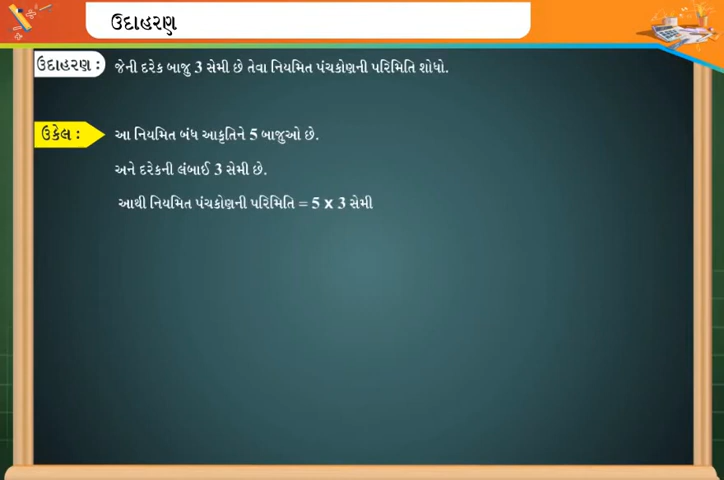 ઉદાહરણ
ઉદાહરણ : જેની દરેક બાજુ 3 સેમી છે તેવા નિયમિત પંચકોણની પરિમિતિ શોધો.
ઉકેલ : આ નિયમિત બંધ આકૃતિને 5 બાજુઓ છે.
અને દરેકની લંબાઈ 3 સેમી છે.
આથી નિયમિત પંચકોણની પરિમિતિ = 5 x 3 સેમી